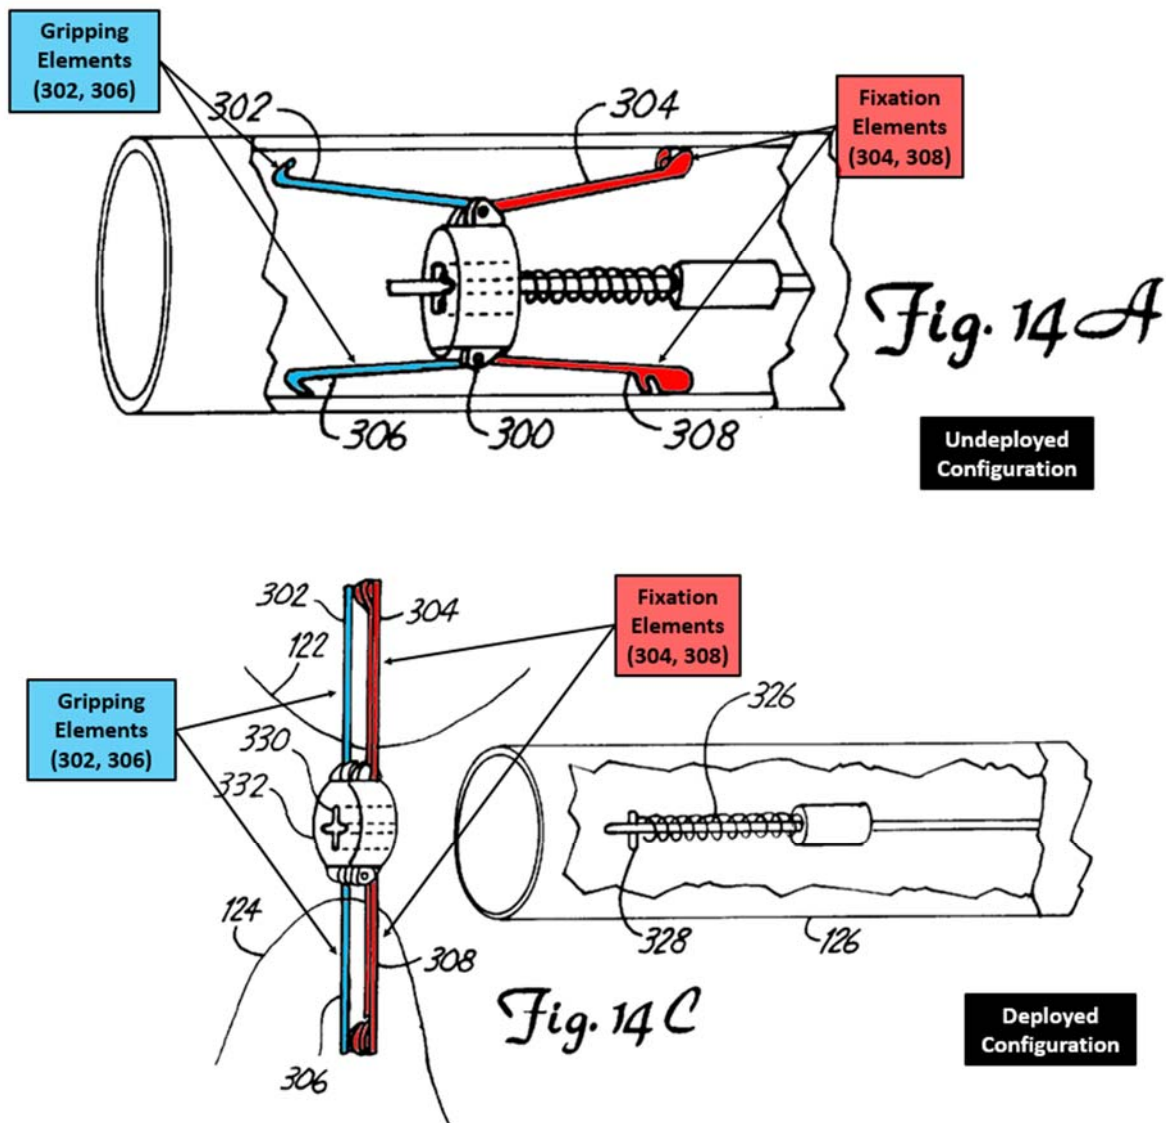 Gripping
Elements
(302, 306)
302
304
Fixation
Elements
(304, 308)
Fig. 14A
306
300
308
Undeployed
Configuration
302
304
Fixation
Elements
(304, 308)
122
Gripping
Elements
(302, 306)
330
332
326
124
308
328
126
306
Fig. 14C
Deployed
Configuration